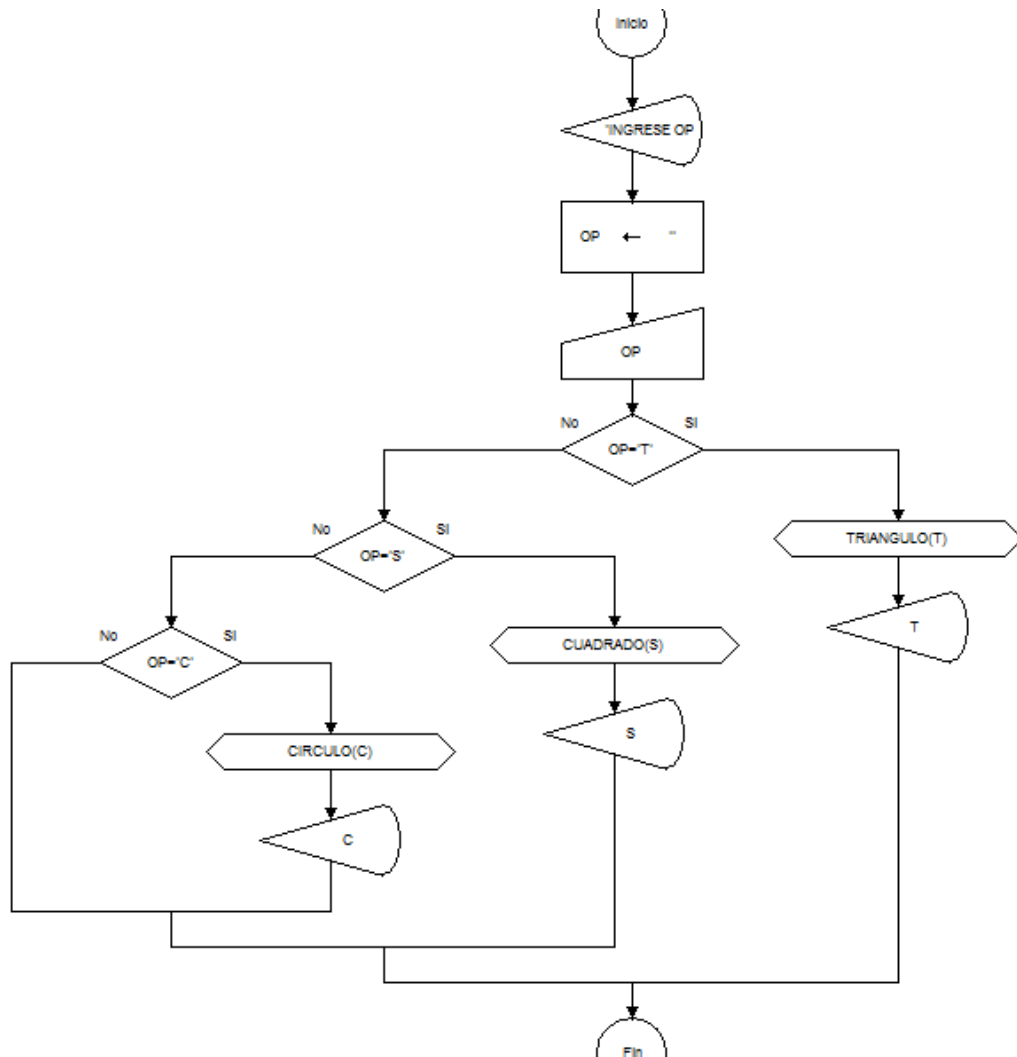 Inicio
'INGRESE OP
OP ← ''
OP
No SI
OP='T'
No SI
OP='S'
TRIANGULO(T)
No SI
OP='C'
CUADRADO(S)
T
CIRCULO(C)
S
C
Fin